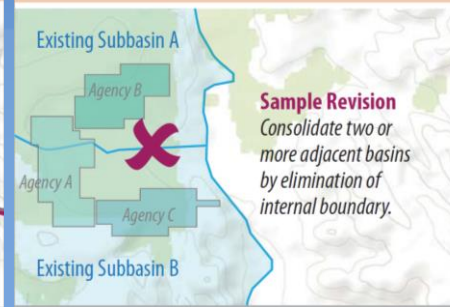 Existing Subbasin A
Agency B
Sample Revision
Consolidate two or
more adjacent basins
by elimination of
internal boundary.
Agency A
Agency C
Existing Subbasin B